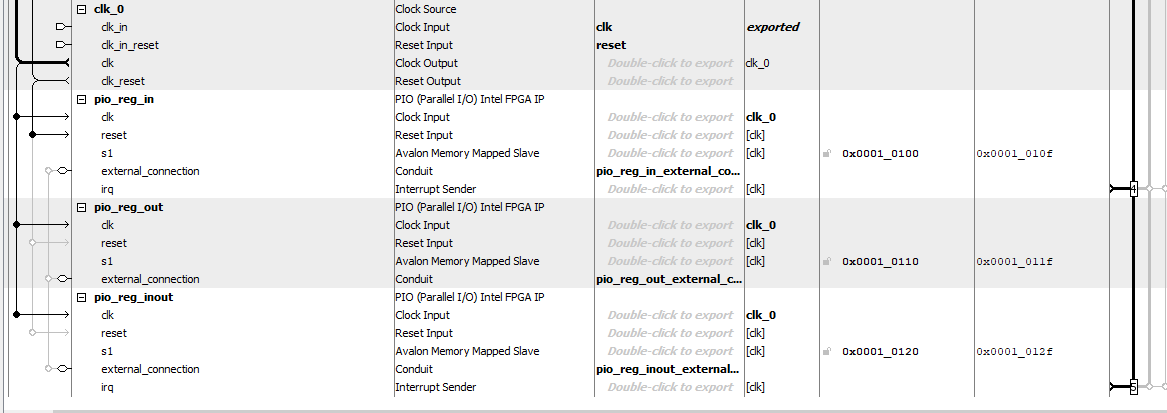 clk_0 Clock Source
clk_in Clock Input clk exported
clk_in_reset Reset Input reset
clk Clock Output Double-click to export clk_0
clk_reset Reset Output Double-click to export
pio_reg_in PIO (Parallel I/O) Intel FPGA IP
clk Clock Input Double-click to export clk_0
reset Reset Input Double-click to export [clk]
s1 Avalon Memory Mapped Slave Double-click to export [clk] 0x0001_0100 0x0001_010f
external_connection Conduit pio_reg_in_external_co...
irq Interrupt Sender Double-click to export [clk] 4
pio_reg_out PIO (Parallel I/O) Intel FPGA IP
clk Clock Input Double-click to export clk_0
reset Reset Input Double-click to export [clk]
s1 Avalon Memory Mapped Slave Double-click to export [clk] 0x0001_0110 0x0001_011f
external_connection Conduit pio_reg_out_external_c...
pio_reg_inout PIO (Parallel I/O) Intel FPGA IP
clk Clock Input Double-click to export clk_0
reset Reset Input Double-click to export [clk]
s1 Avalon Memory Mapped Slave Double-click to export [clk] 0x0001_0120 0x0001_012f
external_connection Conduit pio_reg_inout_external...
irq Interrupt Sender Double-click to export [clk] 5